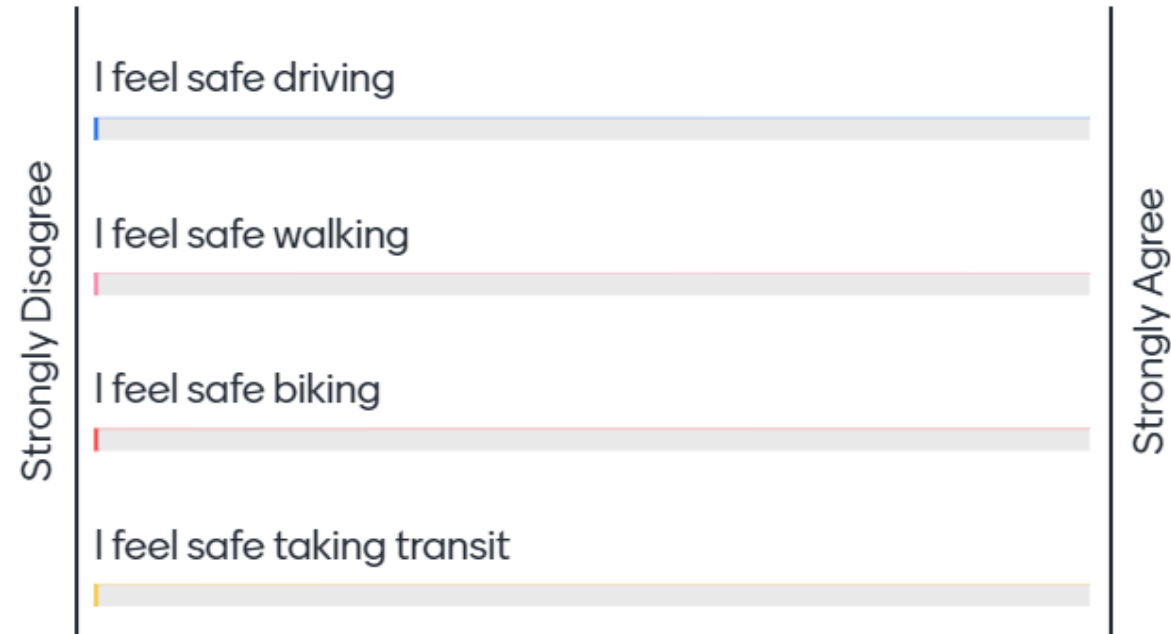 Strongly Disagree
I feel safe driving
I feel safe walking
I feel safe biking
I feel safe taking transit
Strongly Agree